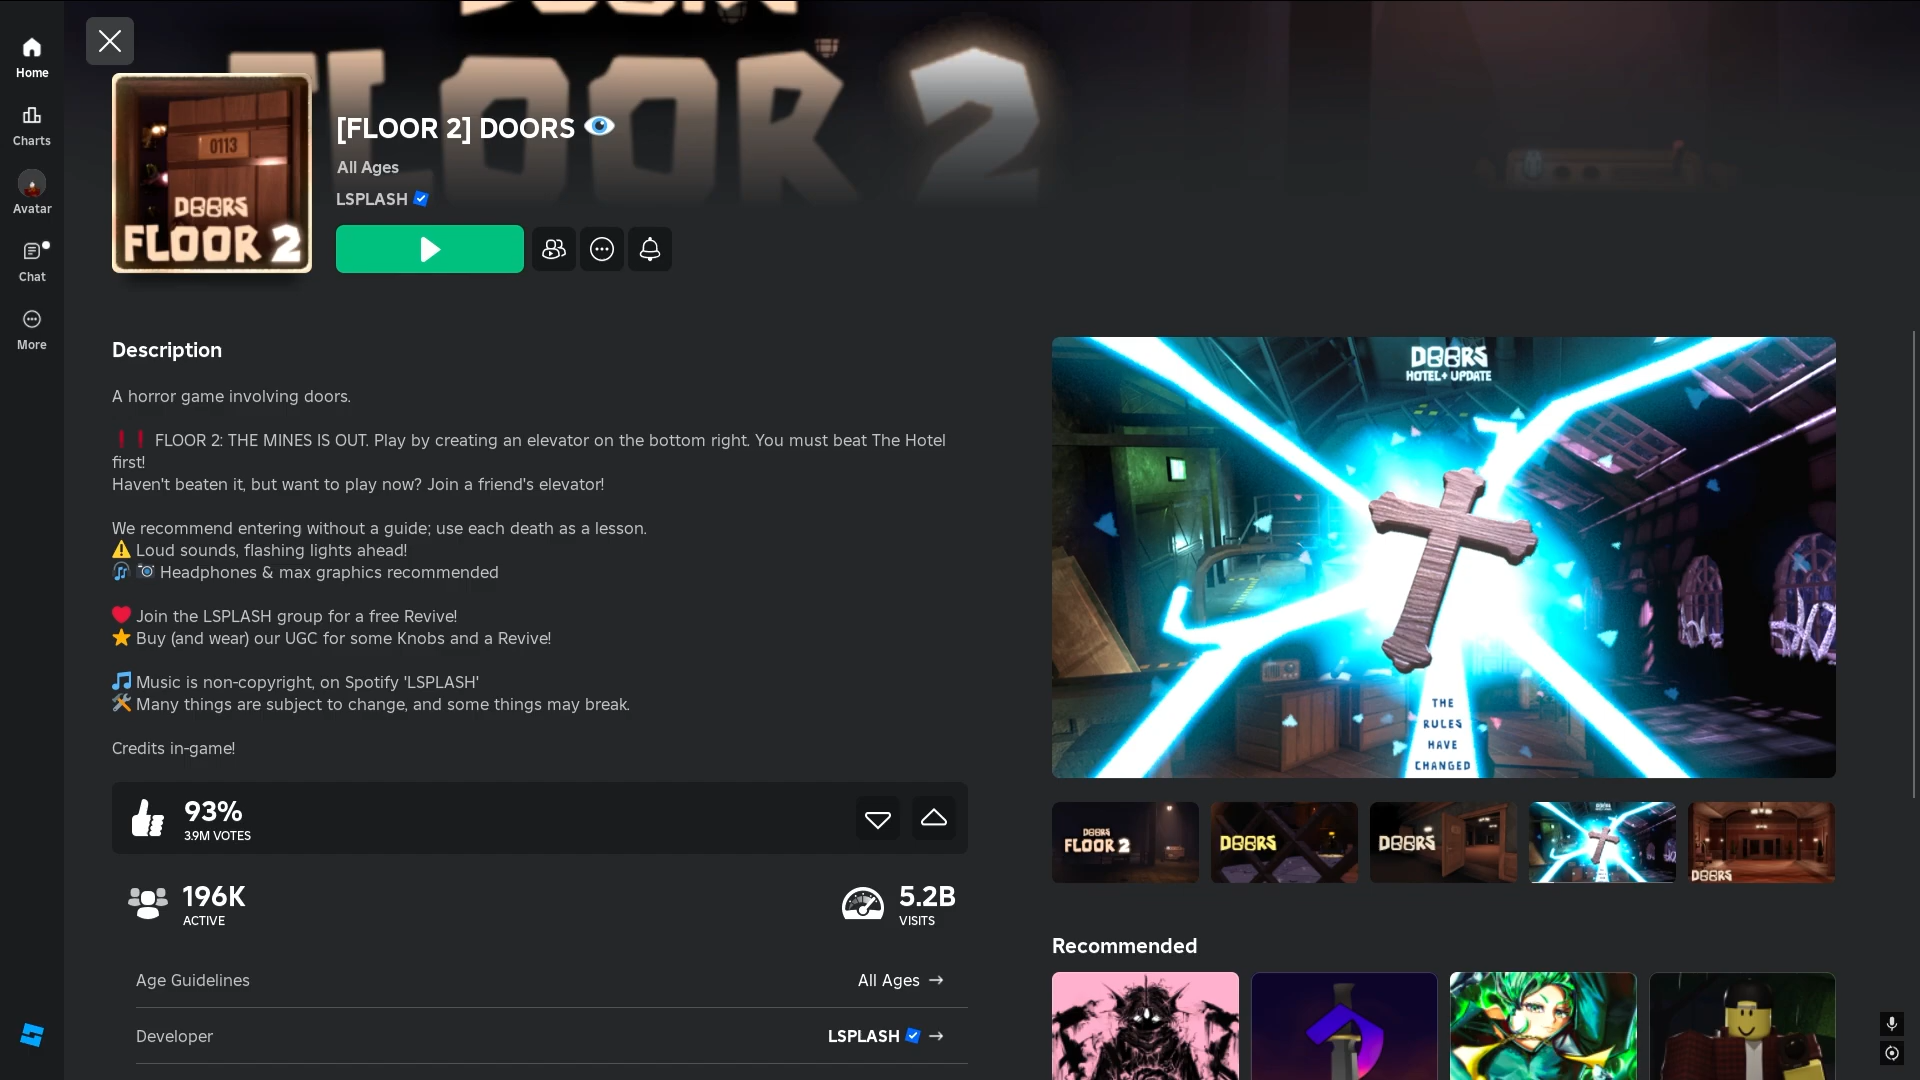 FLOOR 2
Home
Charts
Avatar
Chat
More
0113
DOORS
FLOOR 2
[FLOOR 2] DOORS
All Ages
LSPLASH
Description
A horror game involving doors.
FLOOR 2: THE MINES IS OUT. Play by creating an elevator on the bottom right. You must beat The Hotel
first!
Haven't beaten it, but want to play now? Join a friend's elevator!
We recommend entering without a guide; use each death as a lesson.
Loud sounds, flashing lights ahead!
Headphones & max graphics recommended
Join the LSPLASH group for a free Revive!
Buy (and wear) our UGC for some Knobs and a Revive!
Music is non-copyright, on Spotify 'LSPLASH'
Many things are subject to change, and some things may break.
Credits in-game!
93%
3.9M VOTES
196K
ACTIVE
5.2B
VISITS
Age Guidelines
All Ages
Developer
LSPLASH
DOORS
HOTEL+ UPDATE
THE
RULES
HAVE
CHANGED
DOORS
FLOOR 2
DOORS
DOORS
DOORS
Recommended